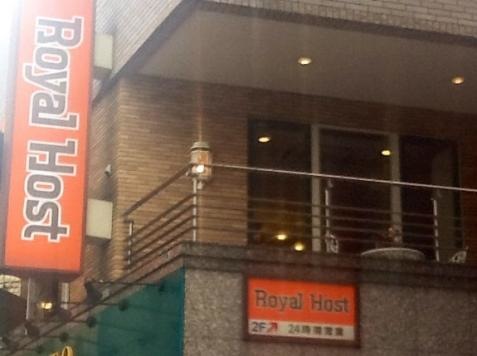 Royal Host
Royal Host
2F↗ 24時間営業